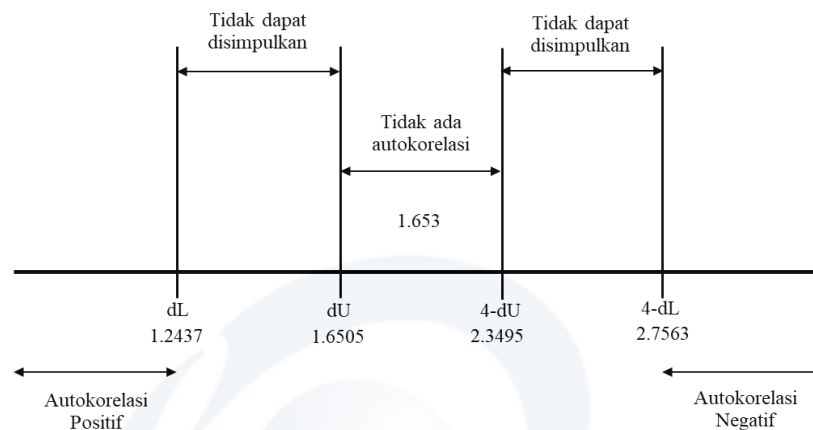 Tidak dapat
disimpulkan
Tidak dapat
disimpulkan
Tidak ada
autokorelasi
1.653
dL
1.2437
dU
1.6505
4-dU
2.3495
4-dL
2.7563
Autokorelasi
Positif
Autokorelasi
Negatif